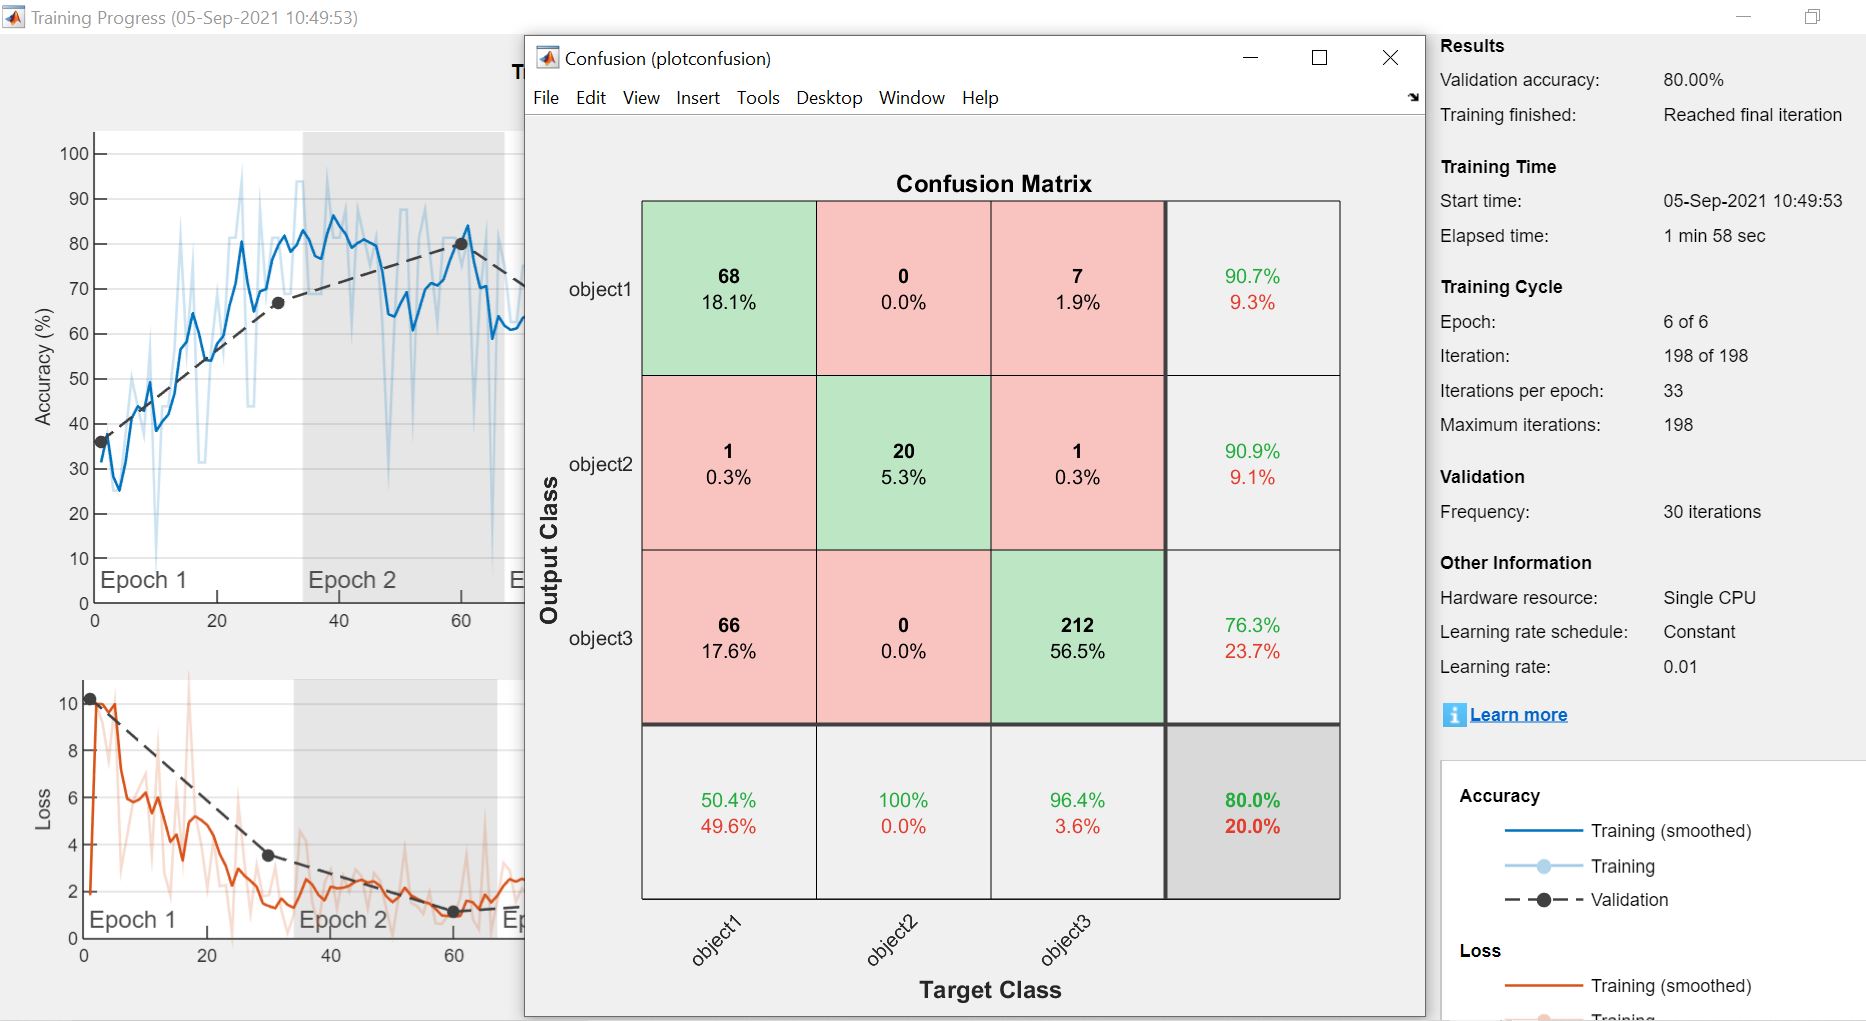 Training Progress (05-Sep-2021 10:49:53)
Accuracy (%)
100
90
80
70
60
50
40
30
20
10
0
Epoch 1
Epoch 2
0
20
40
60
Loss
10
8
6
4
2
0
Epoch 1
Epoch 2
0
20
40
60
Confusion (plotconfusion)
File Edit View Insert Tools Desktop Window Help
Confusion Matrix
Output Class
object1
68
18.1%
0
0.0%
7
1.9%
90.7%
9.3%
object2
1
0.3%
20
5.3%
1
0.3%
90.9%
9.1%
object3
66
17.6%
0
0.0%
212
56.5%
76.3%
23.7%
50.4%
49.6%
100%
0.0%
96.4%
3.6%
80.0%
20.0%
object1
object2
object3
Target Class
Results
Validation accuracy: 80.00%
Training finished: Reached final iteration
Training Time
Start time: 05-Sep-2021 10:49:53
Elapsed time: 1 min 58 sec
Training Cycle
Epoch: 6 of 6
Iteration: 198 of 198
Iterations per epoch: 33
Maximum iterations: 198
Validation
Frequency: 30 iterations
Other Information
Hardware resource: Single CPU
Learning rate schedule: Constant
Learning rate: 0.01
i Learn more
Accuracy
Training (smoothed)
Training
Validation
Loss
Training (smoothed)
Training